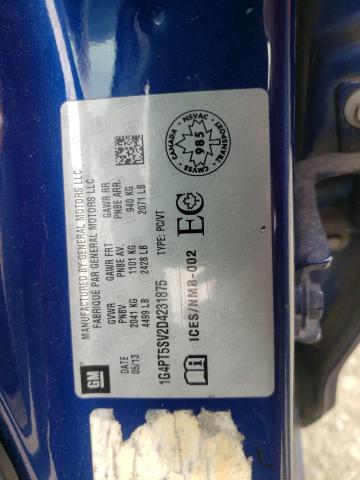 MANUFACTURED BY GENERAL MOTORS LLC
FABRIQUE PAR GENERAL MOTORS LLC
GVWR GAWR FRT GAWR RR
PNBV PNBE AV. PNBE ARR.
2041 KG 1101 KG 940 KG
4499 LB 2428 LB 2071 LB
DATE
05/13
TYPE: PC/VT
1G4PT5SV2D4231875
GM
ICES/NMB-002
EC
CANADA · NSVAC · TRANSPORT · CMVSS
985